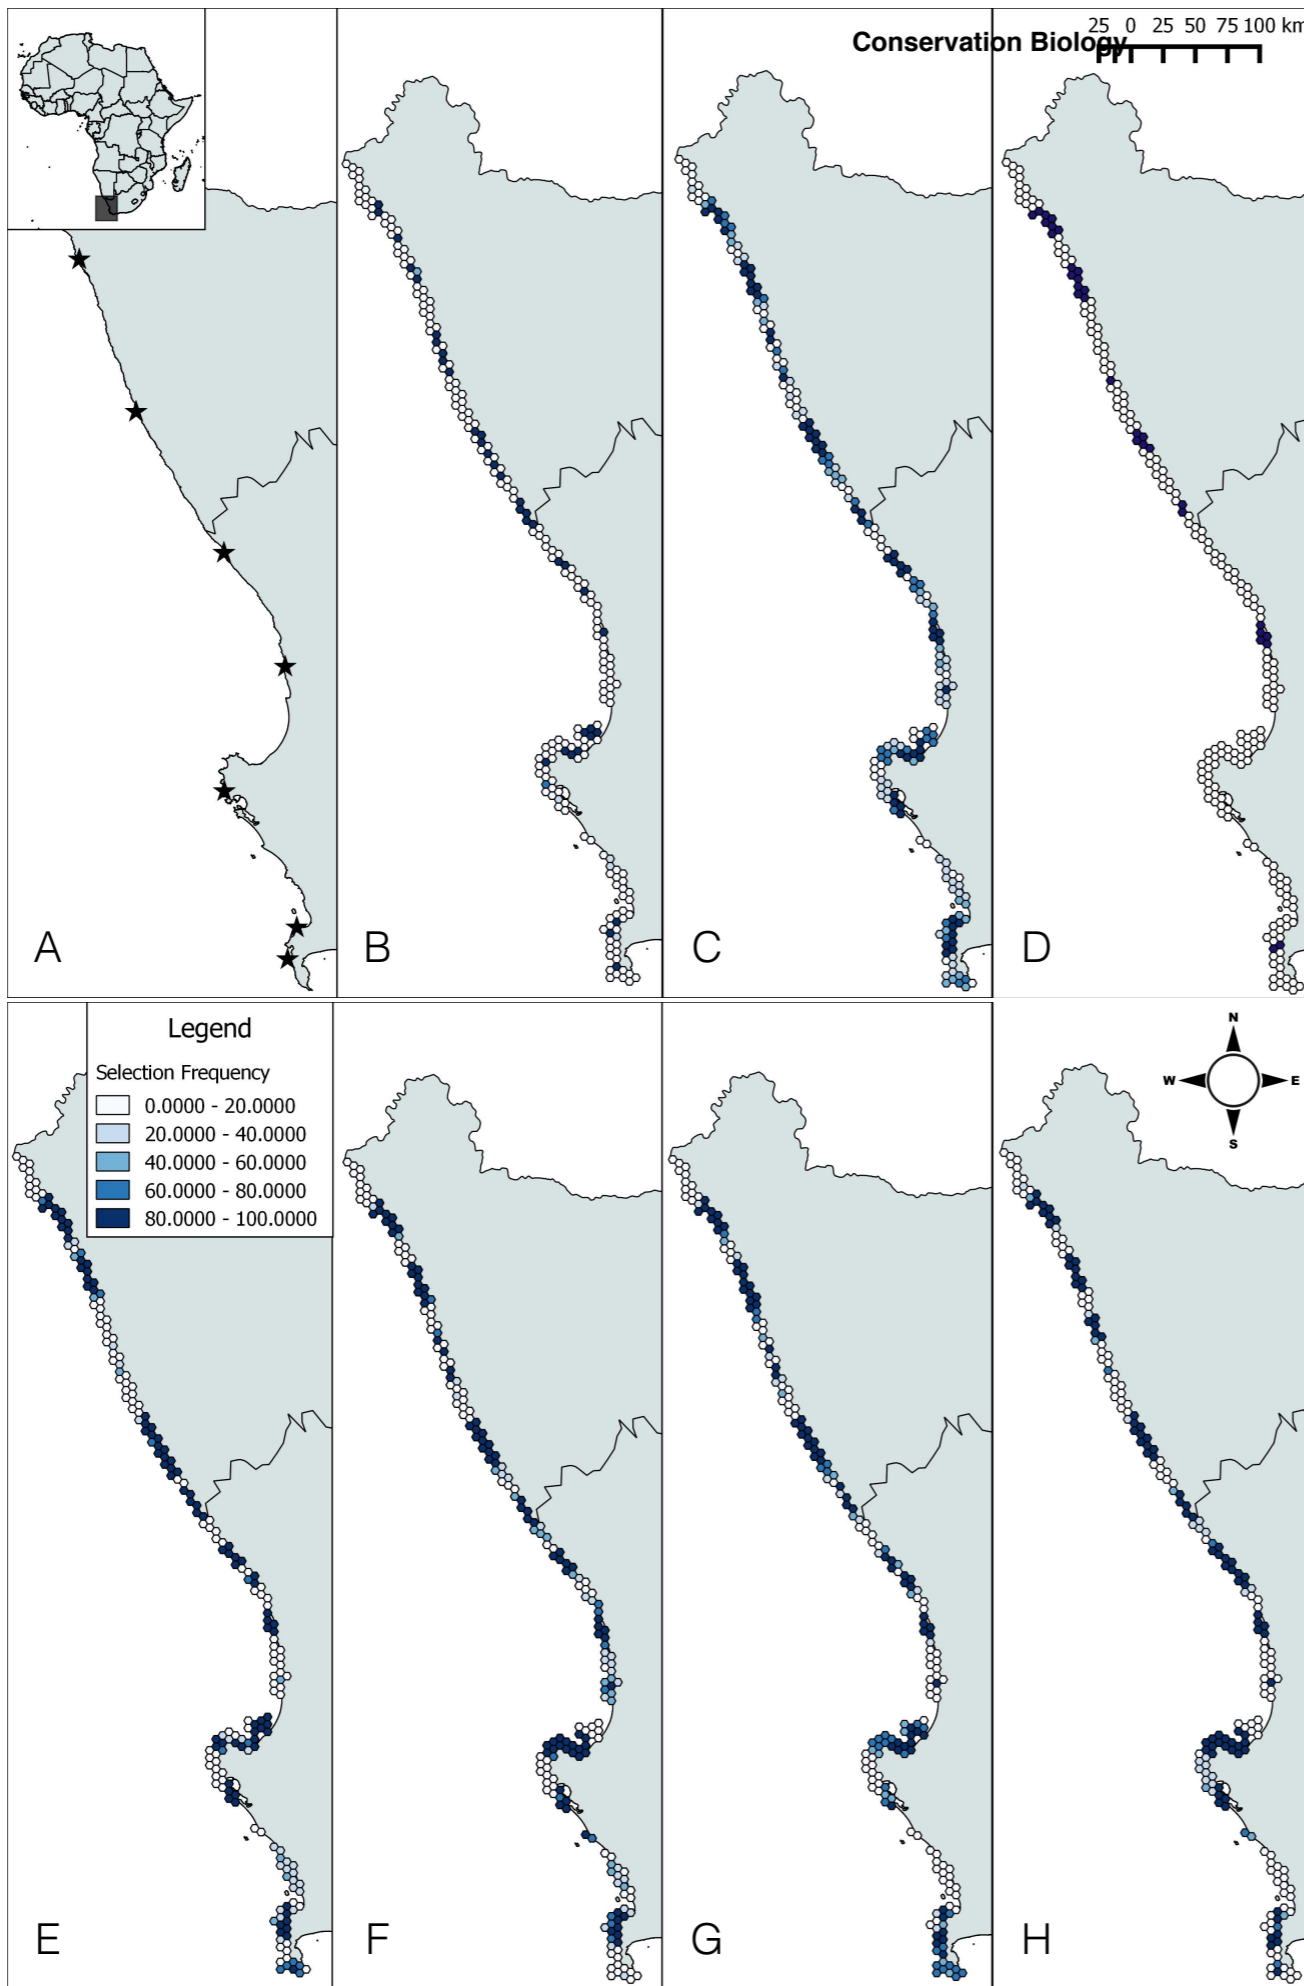 25 0 25 50 75 100 km
Conservation Biology
A
B
C
D
Legend
Selection Frequency
0.0000 - 20.0000
20.0000 - 40.0000
40.0000 - 60.0000
60.0000 - 80.0000
80.0000 - 100.0000
N
W E
S
E
F
G
H